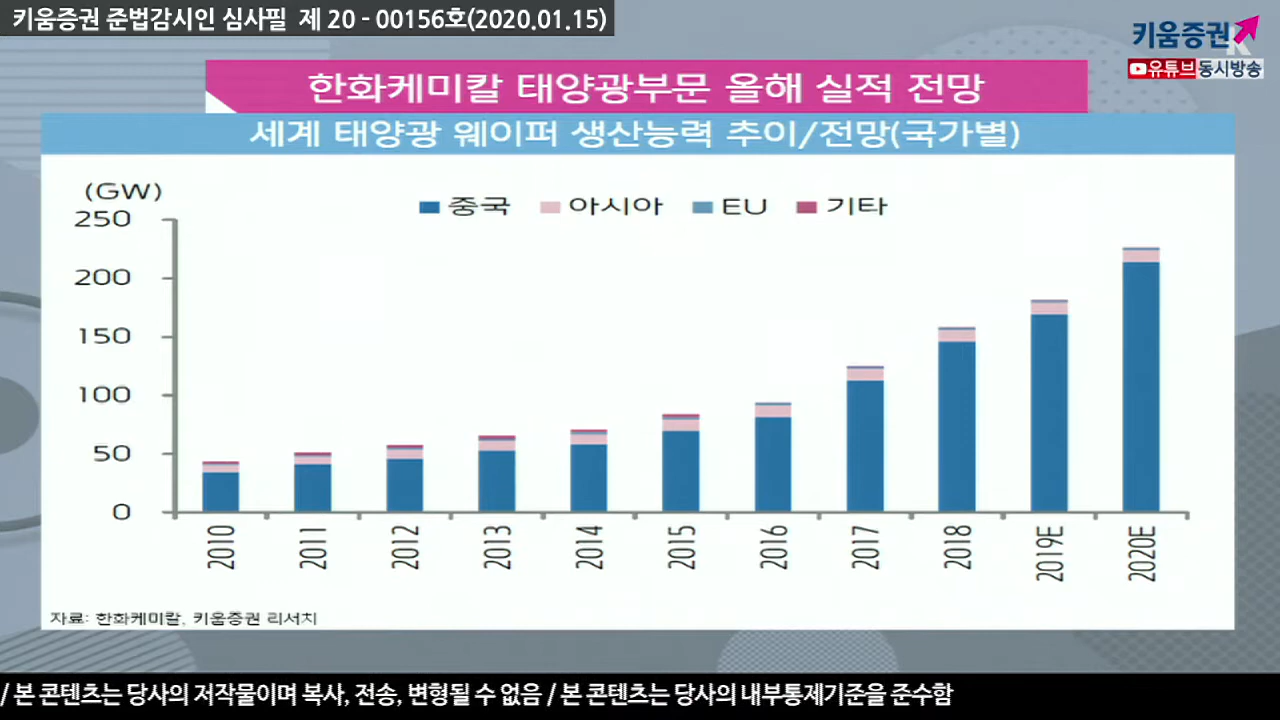 키움증권 준법감시인 심사필 제 20 - 00156호(2020.01.15)
키움증권
유튜브동시방송
한화케미칼 태양광부문 올해 실적 전망
세계 태양광 웨이퍼 생산능력 추이/전망(국가별)
(GW)
중국 아시아 EU 기타
250
200
150
100
50
0
2010 2011 2012 2013 2014 2015 2016 2017 2018 2019E 2020E
자료: 한화케미칼, 키움증권 리서치
/ 본 콘텐츠는 당사의 저작물이며 복사, 전송, 변형될 수 없음 / 본 콘텐츠는 당사의 내부통제기준을 준수함